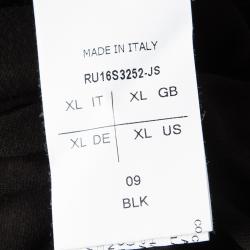 MADE IN ITALY
RU16S3252-JS
XL IT XL GB
XL DE XL US
09
BLK